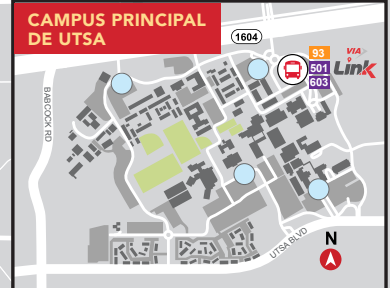 CAMPUS PRINCIPAL
DE UTSA
1604
93
501
603
VIA
Link
BABCOCK RD
UTSA BLVD
N